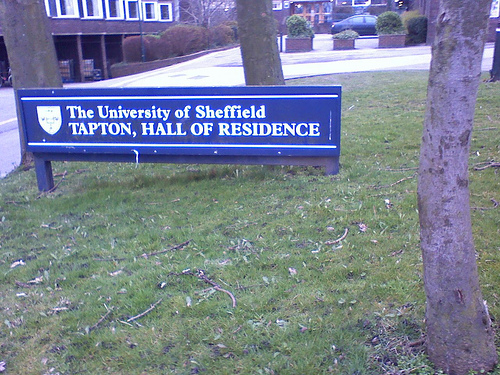 The University of Sheffield
TAPTON, HALL OF RESIDENCE